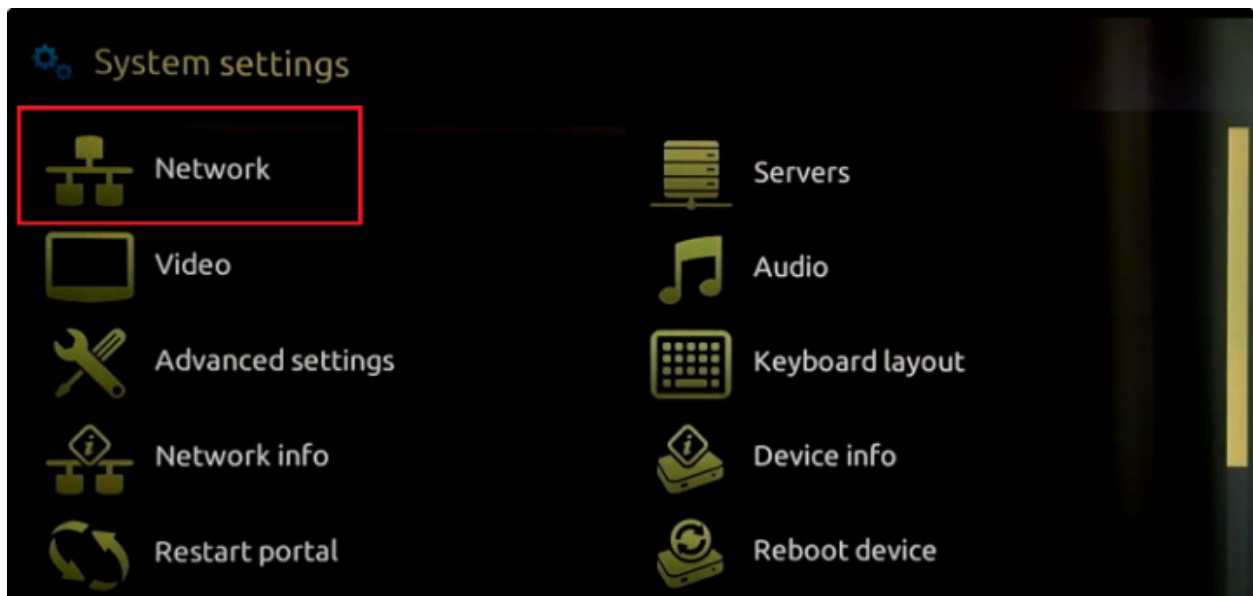 System settings
Network
Servers
Video
Audio
Advanced settings
Keyboard layout
Network info
Device info
Restart portal
Reboot device